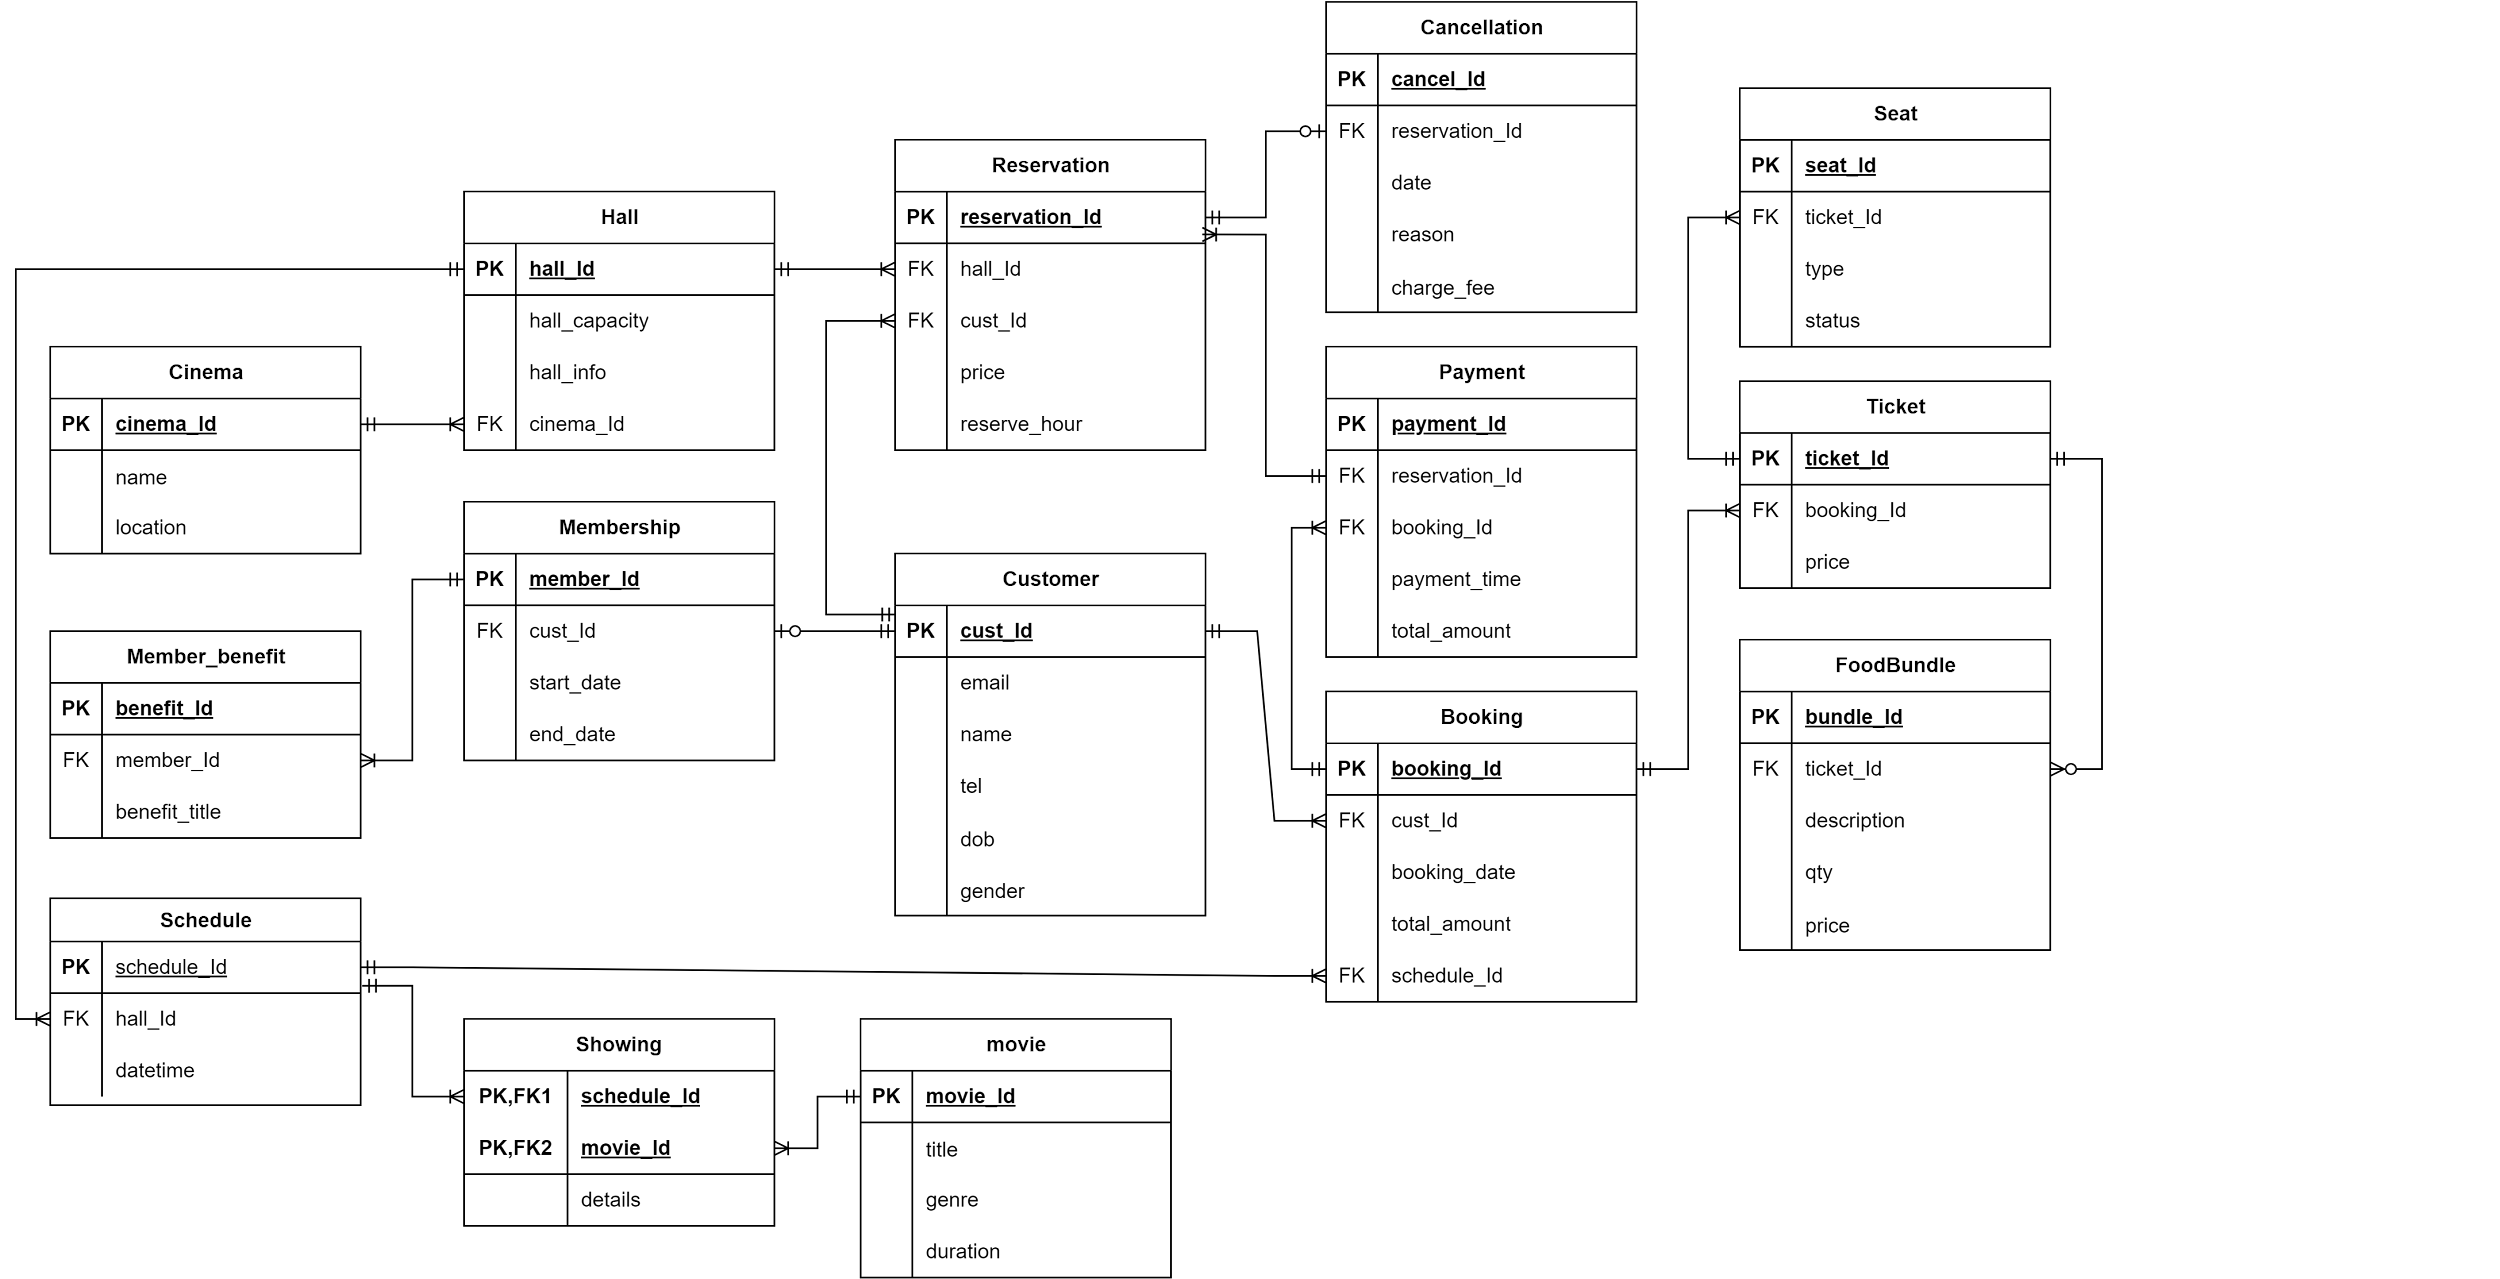 Cancellation
PK cancel_Id
FK reservation_Id
date
reason
charge_fee
Seat
PK seat_Id
FK ticket_Id
type
status
Reservation
PK reservation_Id
FK hall_Id
FK cust_Id
price
reserve_hour
Hall
PK hall_Id
hall_capacity
hall_info
FK cinema_Id
Cinema
PK cinema_Id
name
location
Payment
PK payment_Id
FK reservation_Id
FK booking_Id
payment_time
total_amount
Ticket
PK ticket_Id
FK booking_Id
price
Membership
PK member_Id
FK cust_Id
start_date
end_date
Customer
PK cust_Id
email
name
tel
dob
gender
Member_benefit
PK benefit_Id
FK member_Id
benefit_title
FoodBundle
PK bundle_Id
FK ticket_Id
description
qty
price
Booking
PK booking_Id
FK cust_Id
booking_date
total_amount
FK schedule_Id
Schedule
PK schedule_Id
FK hall_Id
datetime
Showing
PK,FK1 schedule_Id
PK,FK2 movie_Id
details
movie
PK movie_Id
title
genre
duration